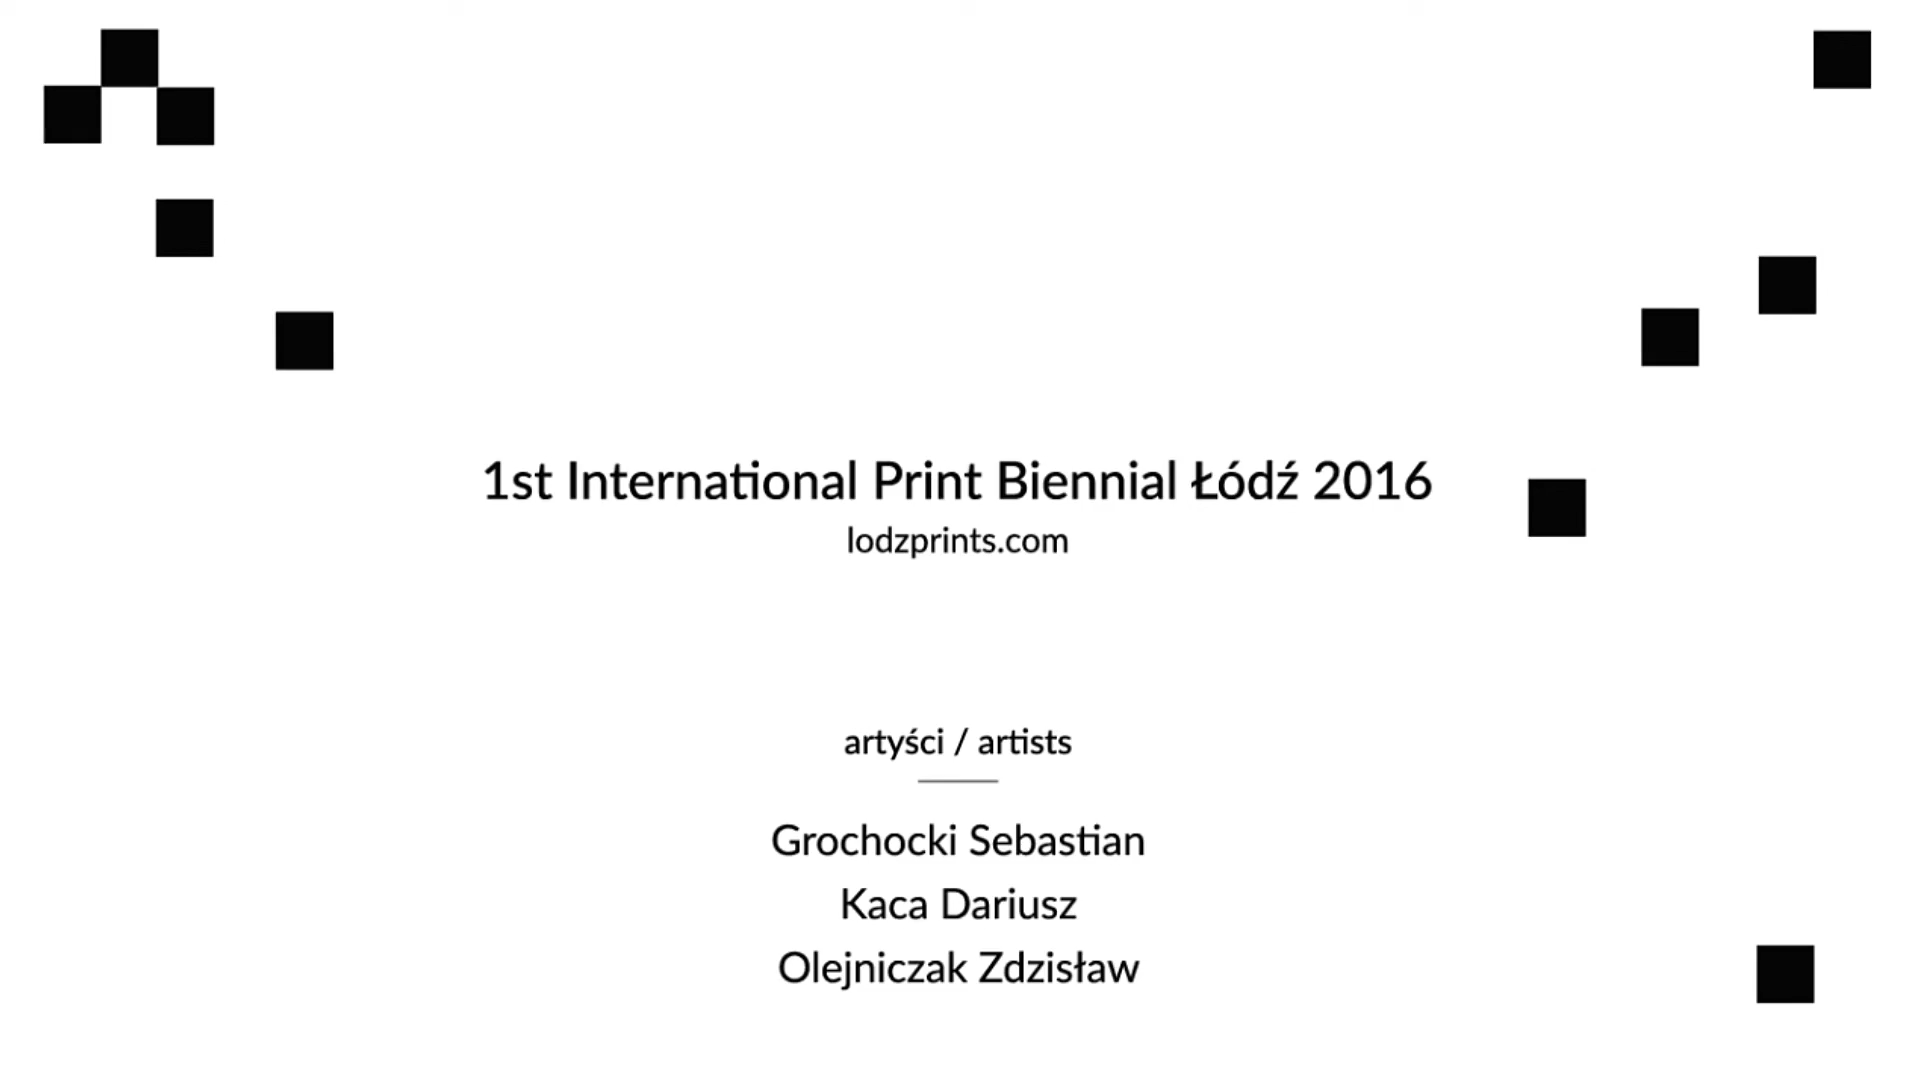 1st International Print Biennial Łódź 2016
lodzprints.com
artyści / artists
Grochocki Sebastian
Kaca Dariusz
Olejniczak Zdzisław